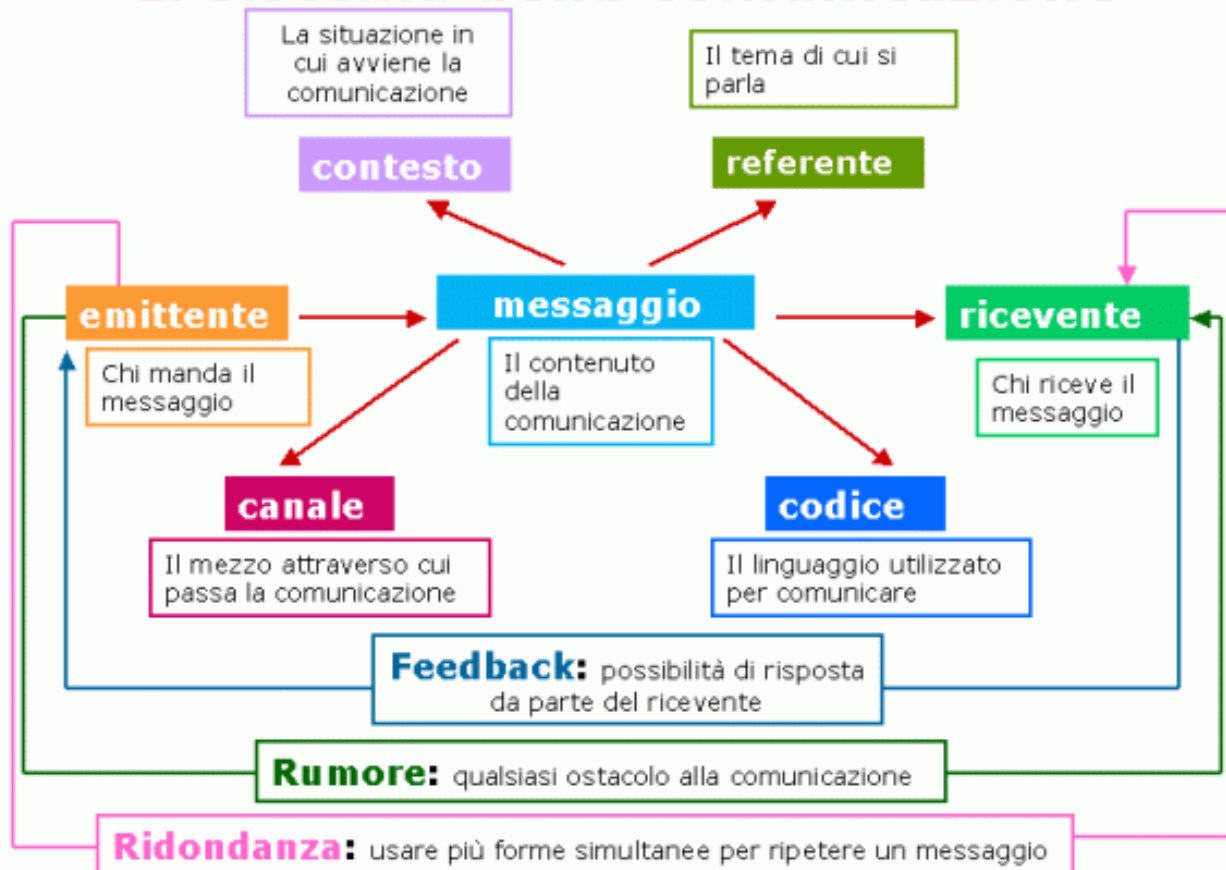 La situazione in
cui avviene la
comunicazione
Il tema di cui si
parla
contesto
referente
emittente
messaggio
ricevente
Chi manda il
messaggio
Il contenuto
della
comunicazione
Chi riceve il
messaggio
canale
codice
Il mezzo attraverso cui
passa la comunicazione
Il linguaggio utilizzato
per comunicare
Feedback: possibilità di risposta
da parte del ricevente
Rumore: qualsiasi ostacolo alla comunicazione
Ridondanza: usare più forme simultanee per ripetere un messaggio